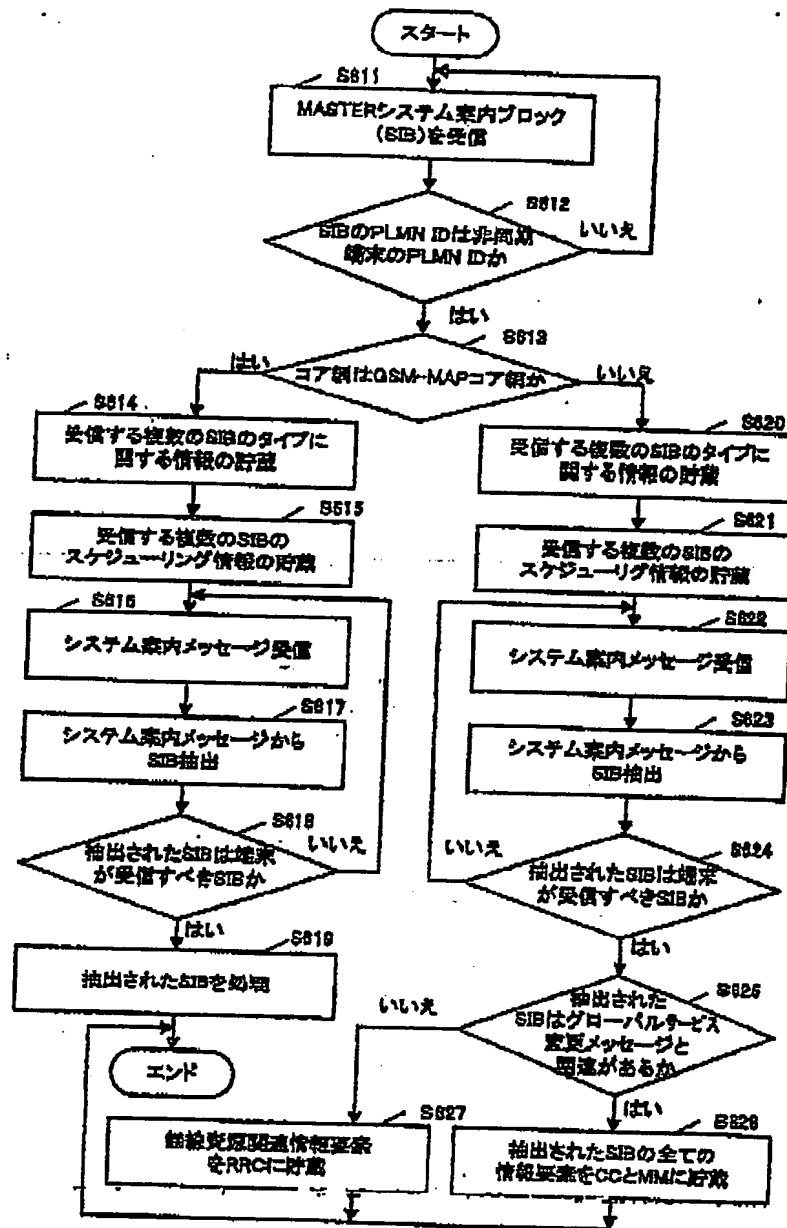 スタート
S611
MASTERシステム案内ブロック
(SIB)を受信
S612
SIBのPLMN IDは非同期
端末のPLMN IDか
いいえ
はい
S613
コア網はGSM-MAPコア網か
はい
いいえ
S614
受信する複数のSIBのタイプに
関する情報の貯蔵
S615
受信する複数のSIBの
スケジューリング情報の貯蔵
S616
システム案内メッセージ受信
S617
システム案内メッセージから
SIB抽出
S618
抽出されたSIBは端末
が受信すべきSIBか
いいえ
はい
S619
抽出されたSIBを処理
エンド
S620
受信する複数のSIBのタイプに
関する情報の貯蔵
S621
受信する複数のSIBの
スケジューリグ情報の貯蔵
S622
システム案内メッセージ受信
S623
システム案内メッセージから
SIB抽出
S624
抽出されたSIBは端末
が受信すべきSIBか
いいえ
はい
S625
抽出された
SIBはグローバルサービス
変更メッセージと
関連があるか
いいえ
はい
S627
無線資源関連情報要素
をRRCに貯蔵
S626
抽出されたSIBの全ての
情報要素をCCとMMに貯蔵